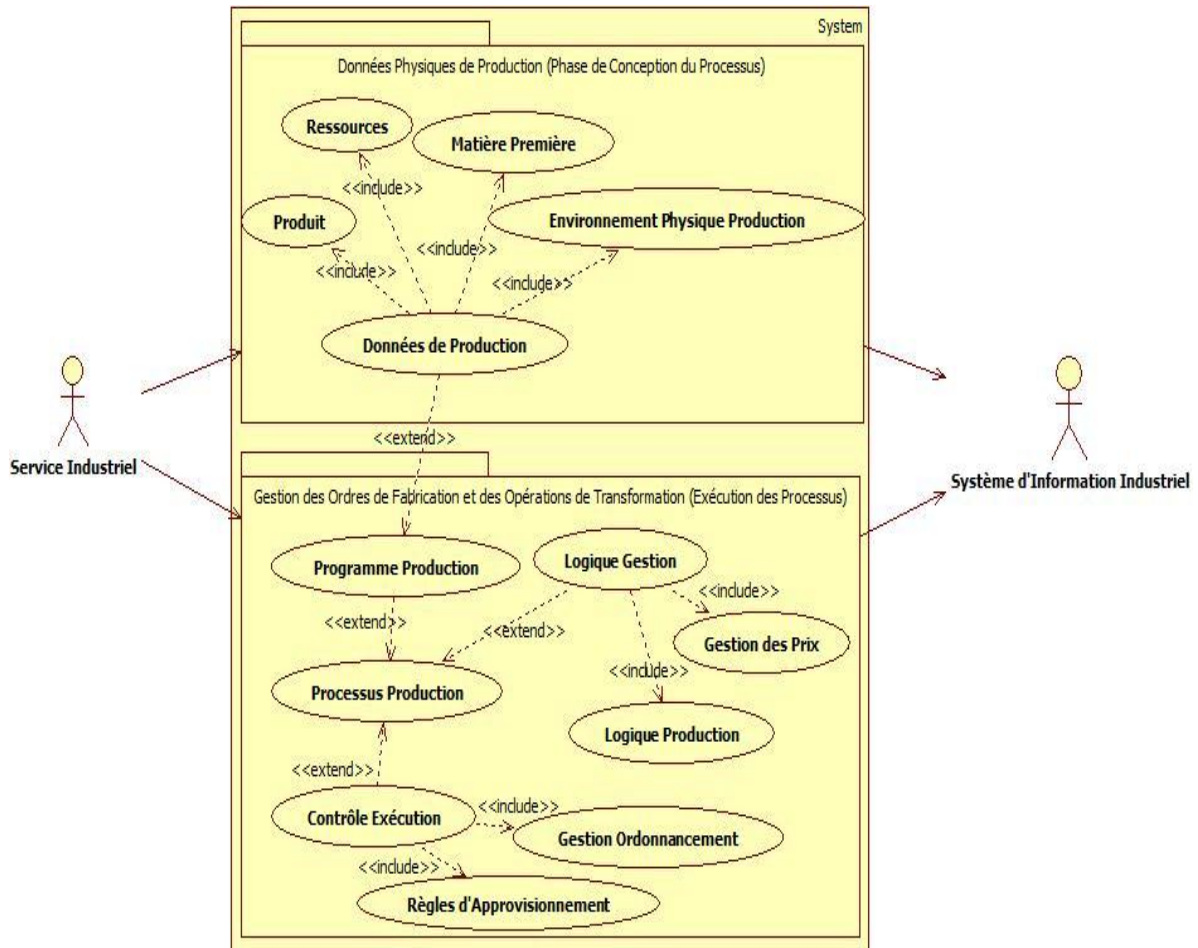 System
Données Physiques de Production (Phase de Conception du Processus)
Ressources
Matière Première
<<include>>
Produit
Environnement Physique Production
<<include>>
<<include>>
<<include>>
Données de Production
<<extend>>
Service Industriel
Système d'Information Industriel
Gestion des Ordres de Fabrication et des Opérations de Transformation (Exécution des Processus)
Programme Production
Logique Gestion
<<include>>
<<extend>>
<<extend>>
Gestion des Prix
<<include>>
Processus Production
Logique Production
<<extend>>
Contrôle Exécution
<<include>>
Gestion Ordonnancement
<<include>>
Règles d'Approvisionnement